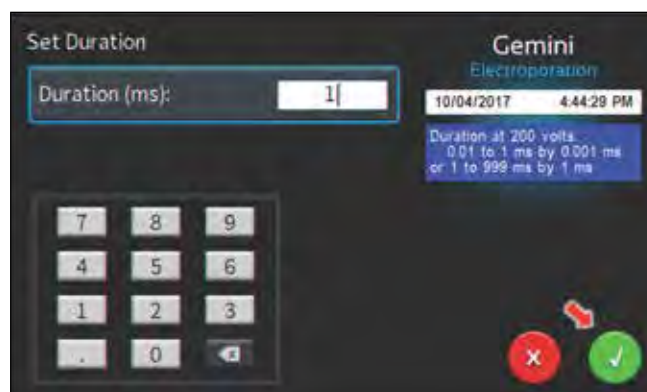 Set Duration
Duration (ms): 1
Gemini
Electroporation
10/04/2017 4:44:29 PM
Duration at 200 volts
0.01 to 1 ms by 0.001 ms
or 1 to 999 ms by 1 ms
7 8 9
4 5 6
1 2 3
. 0